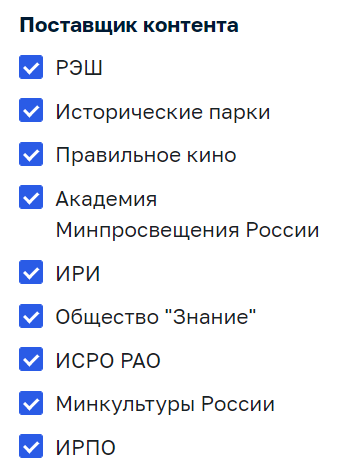 Поставщик контента
РЭШ
Исторические парки
Правильное кино
Академия
Минпросвещения России
ИРИ
Общество "Знание"
ИСРО РАО
Минкультуры России
ИРПО